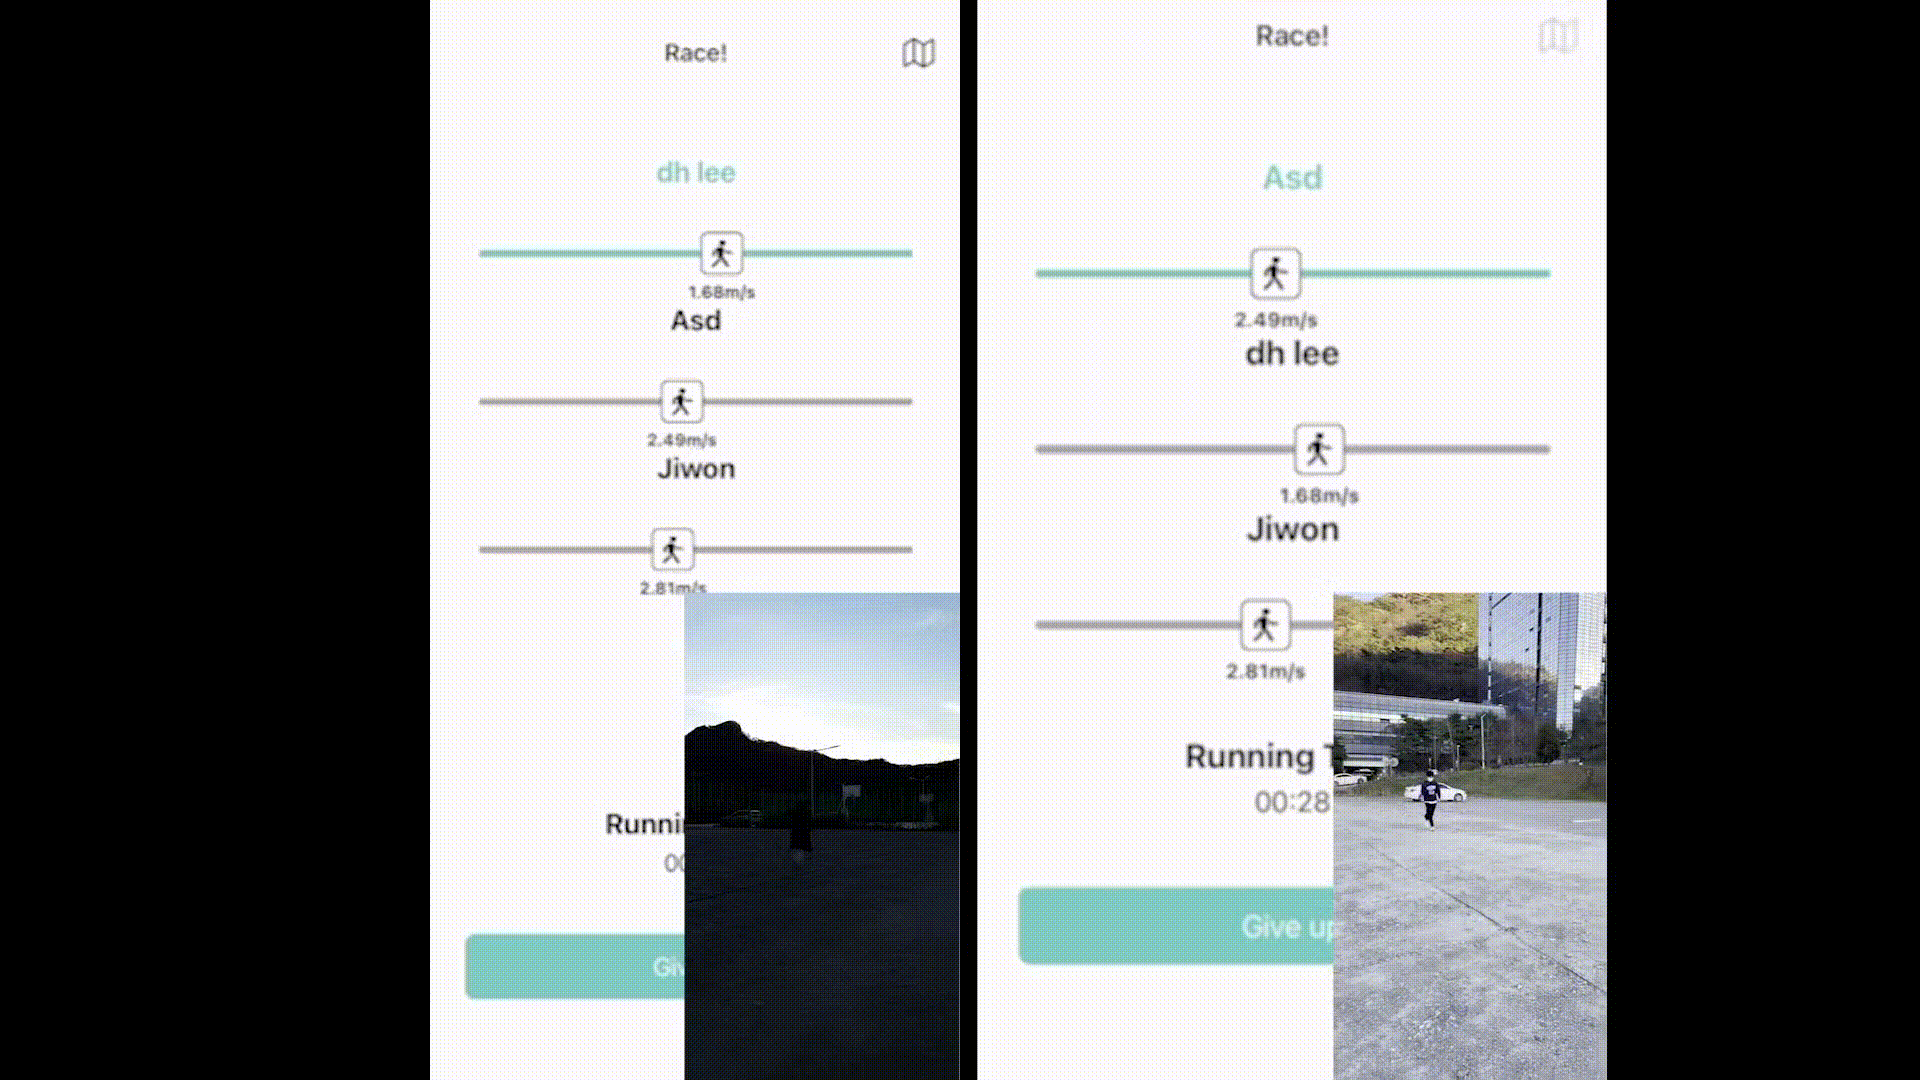 Race!
dh lee
1.68m/s
Asd
2.49m/s
Jiwon
2.81m/s
Race!
Asd
2.49m/s
dh lee
1.68m/s
Jiwon
2.81m/s
Running
00:28
Give up